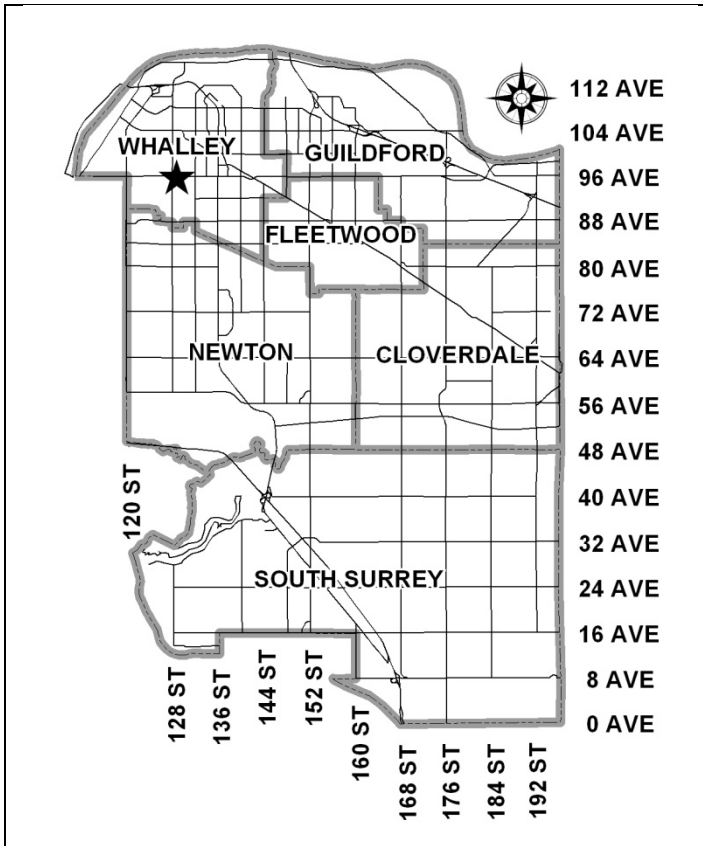 112 AVE
104 AVE
WHALLEY
GUILDFORD
96 AVE
88 AVE
FLEETWOOD
80 AVE
72 AVE
NEWTON
CLOVERDALE
64 AVE
56 AVE
48 AVE
120 ST
40 AVE
32 AVE
SOUTH SURREY
24 AVE
16 AVE
8 AVE
0 AVE
128 ST
136 ST
144 ST
152 ST
160 ST
168 ST
176 ST
184 ST
192 ST